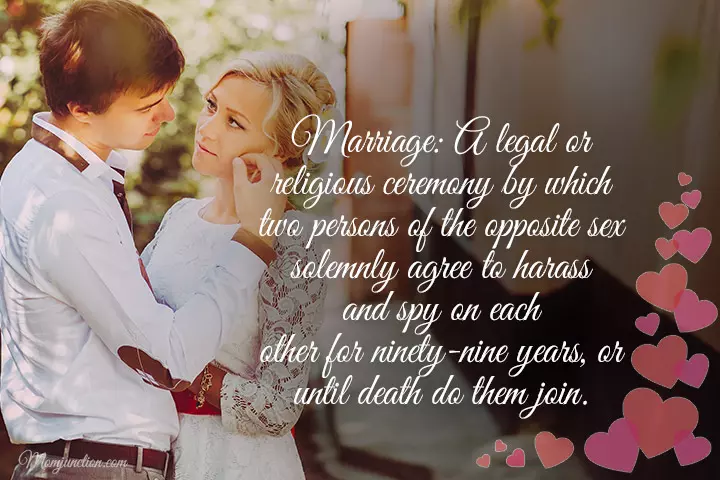 Marriage: A legal or
religious ceremony by which
two persons of the opposite sex
solemnly agree to harass
and spy on each
other for ninety-nine years, or
until death do them join.
Momjunction.com